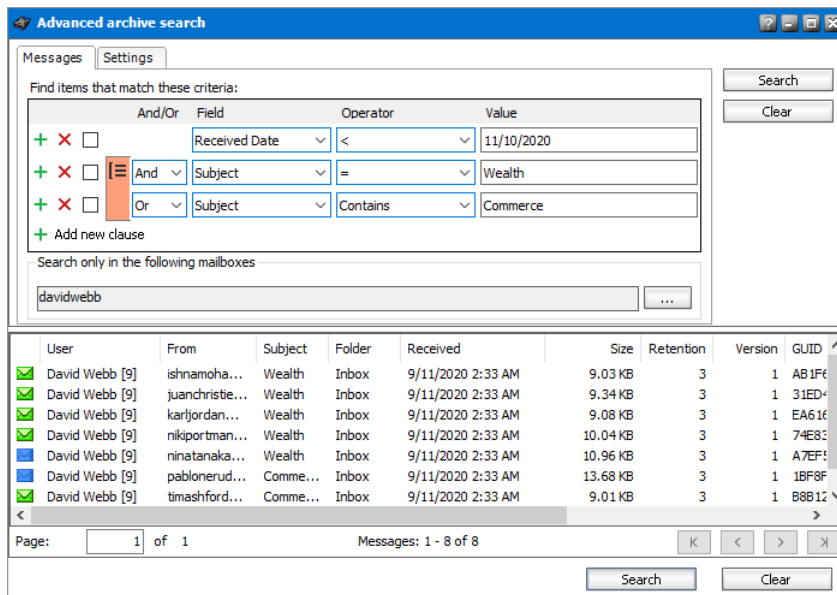 Advanced archive search
Messages Settings
Find items that match these criteria:
Search
Clear
And/Or Field Operator Value
Received Date < 11/10/2020
And Subject = Wealth
Or Subject Contains Commerce
Add new clause
Search only in the following mailboxes
davidwebb ...
User From Subject Folder Received Size Retention Version GUID
David Webb [9] ishnamoha... Wealth Inbox 9/11/2020 2:33 AM 9.03 KB 3 1 AB1F6
David Webb [9] juanchristie... Wealth Inbox 9/11/2020 2:33 AM 9.34 KB 3 1 31ED4
David Webb [9] karljordan... Wealth Inbox 9/11/2020 2:33 AM 9.08 KB 3 1 EA616
David Webb [9] nikiportman... Wealth Inbox 9/11/2020 2:33 AM 10.04 KB 3 1 74E83
David Webb [9] ninatanaka... Wealth Inbox 9/11/2020 2:33 AM 10.96 KB 3 1 A7EF5
David Webb [9] pablonerud... Comme... Inbox 9/11/2020 2:33 AM 13.68 KB 3 1 1BF8F
David Webb [9] timashford... Comme... Inbox 9/11/2020 2:33 AM 9.01 KB 3 1 B8B12
Page: 1 of 1 Messages: 1 - 8 of 8
Search Clear